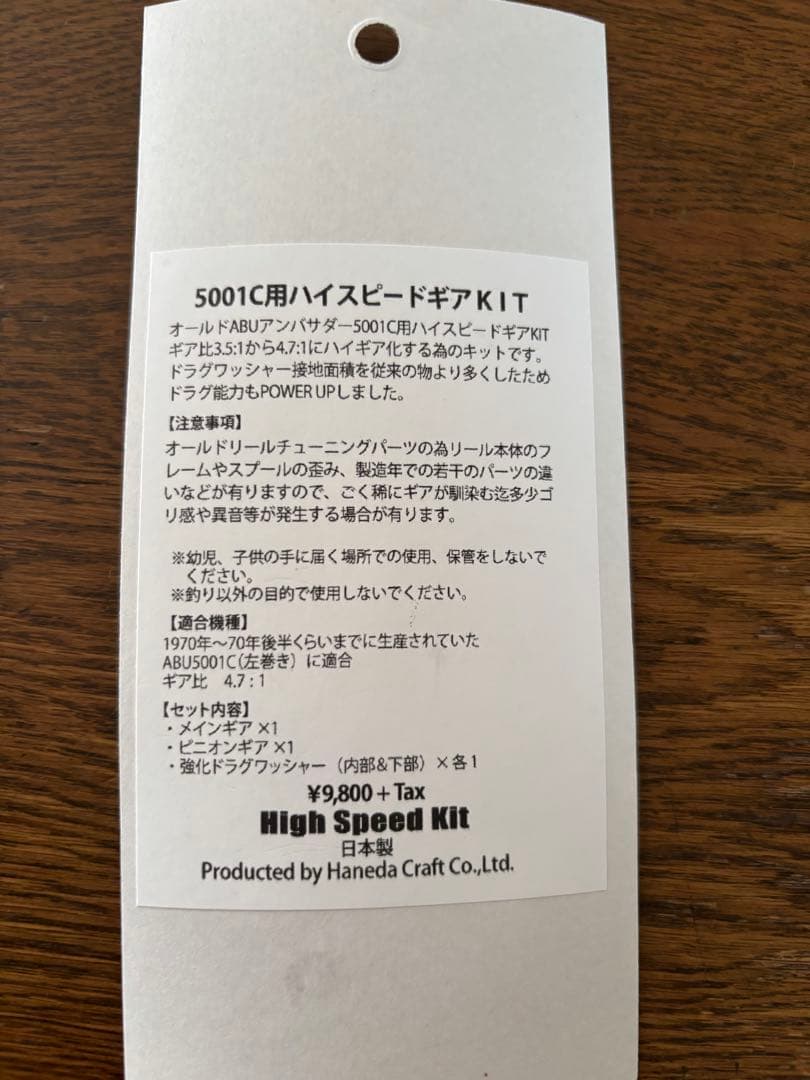 5001C用ハイスピードギアKIT
オールドABUアンバサダー5001C用ハイスピードギアKIT
ギア比3.5:1から4.7:1にハイギア化する為のキットです。
ドラグワッシャー接地面積を従来の物より多くしたため
ドラグ能力もPOWER UPしました。
【注意事項】
オールドリールチューニングパーツの為リール本体のフ
レームやスプールの歪み、製造年での若干のパーツの違
いなどが有りますので、ごく稀にギアが馴染む迄多少ゴ
リ感や異音等が発生する場合が有ります。
※幼児、子供の手に届く場所での使用、保管をしないで
ください。
※釣り以外の目的で使用しないでください。
【適合機種】
1970年〜70年後半くらいまでに生産されていた
ABU5001C(左巻き)に適合
ギア比 4.7:1
【セット内容】
・メインギア×1
・ピニオンギア×1
・強化ドラグワッシャー(内部&下部)×各1
¥9,800+Tax
High Speed Kit
日本製
Producted by Haneda Craft Co.,Ltd.